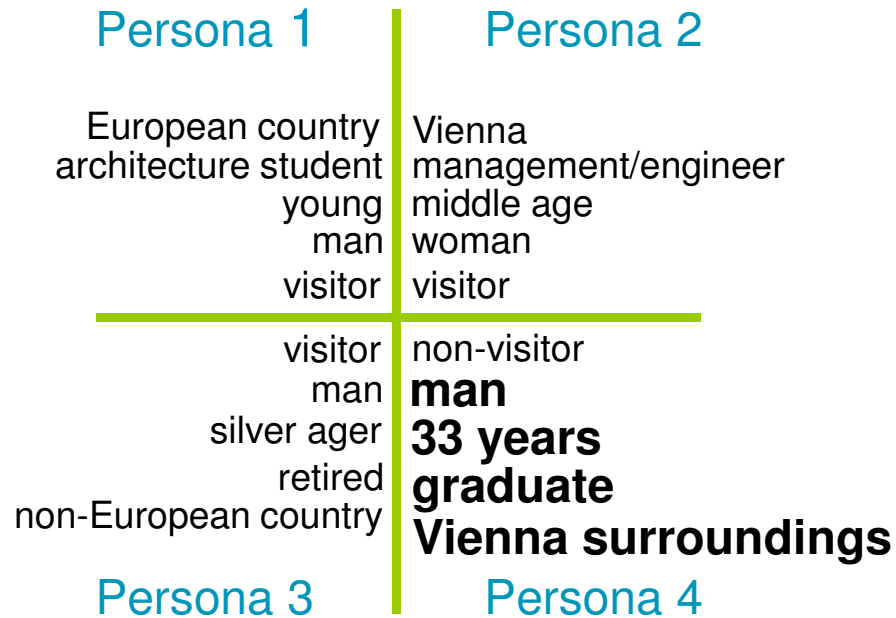 Persona 1
European country
architecture student
young
man
visitor
Persona 2
Vienna
management/engineer
middle age
woman
visitor
visitor
man
silver ager
retired
non-European country
Persona 3
non-visitor
man
33 years
graduate
Vienna surroundings
Persona 4